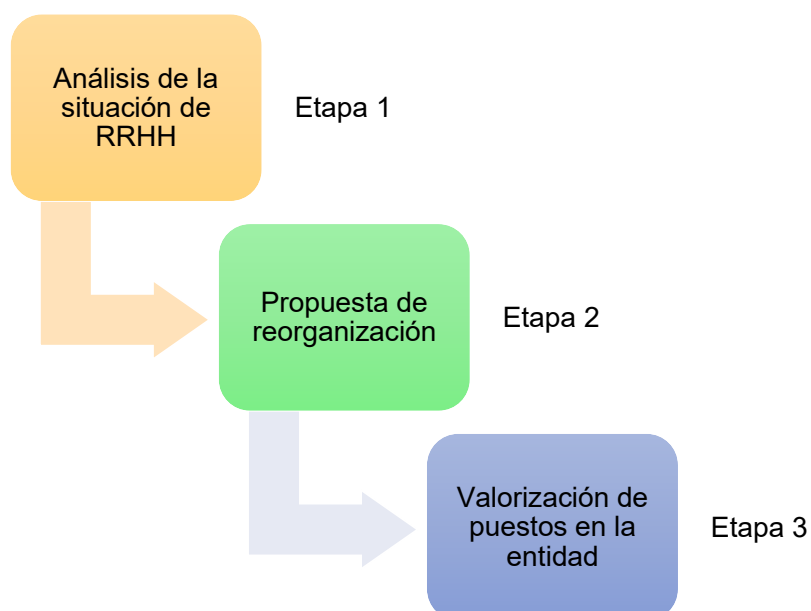 Análisis de la
situación de
RRHH
Etapa 1
Propuesta de
reorganización
Etapa 2
Valorización de
puestos en la
entidad
Etapa 3